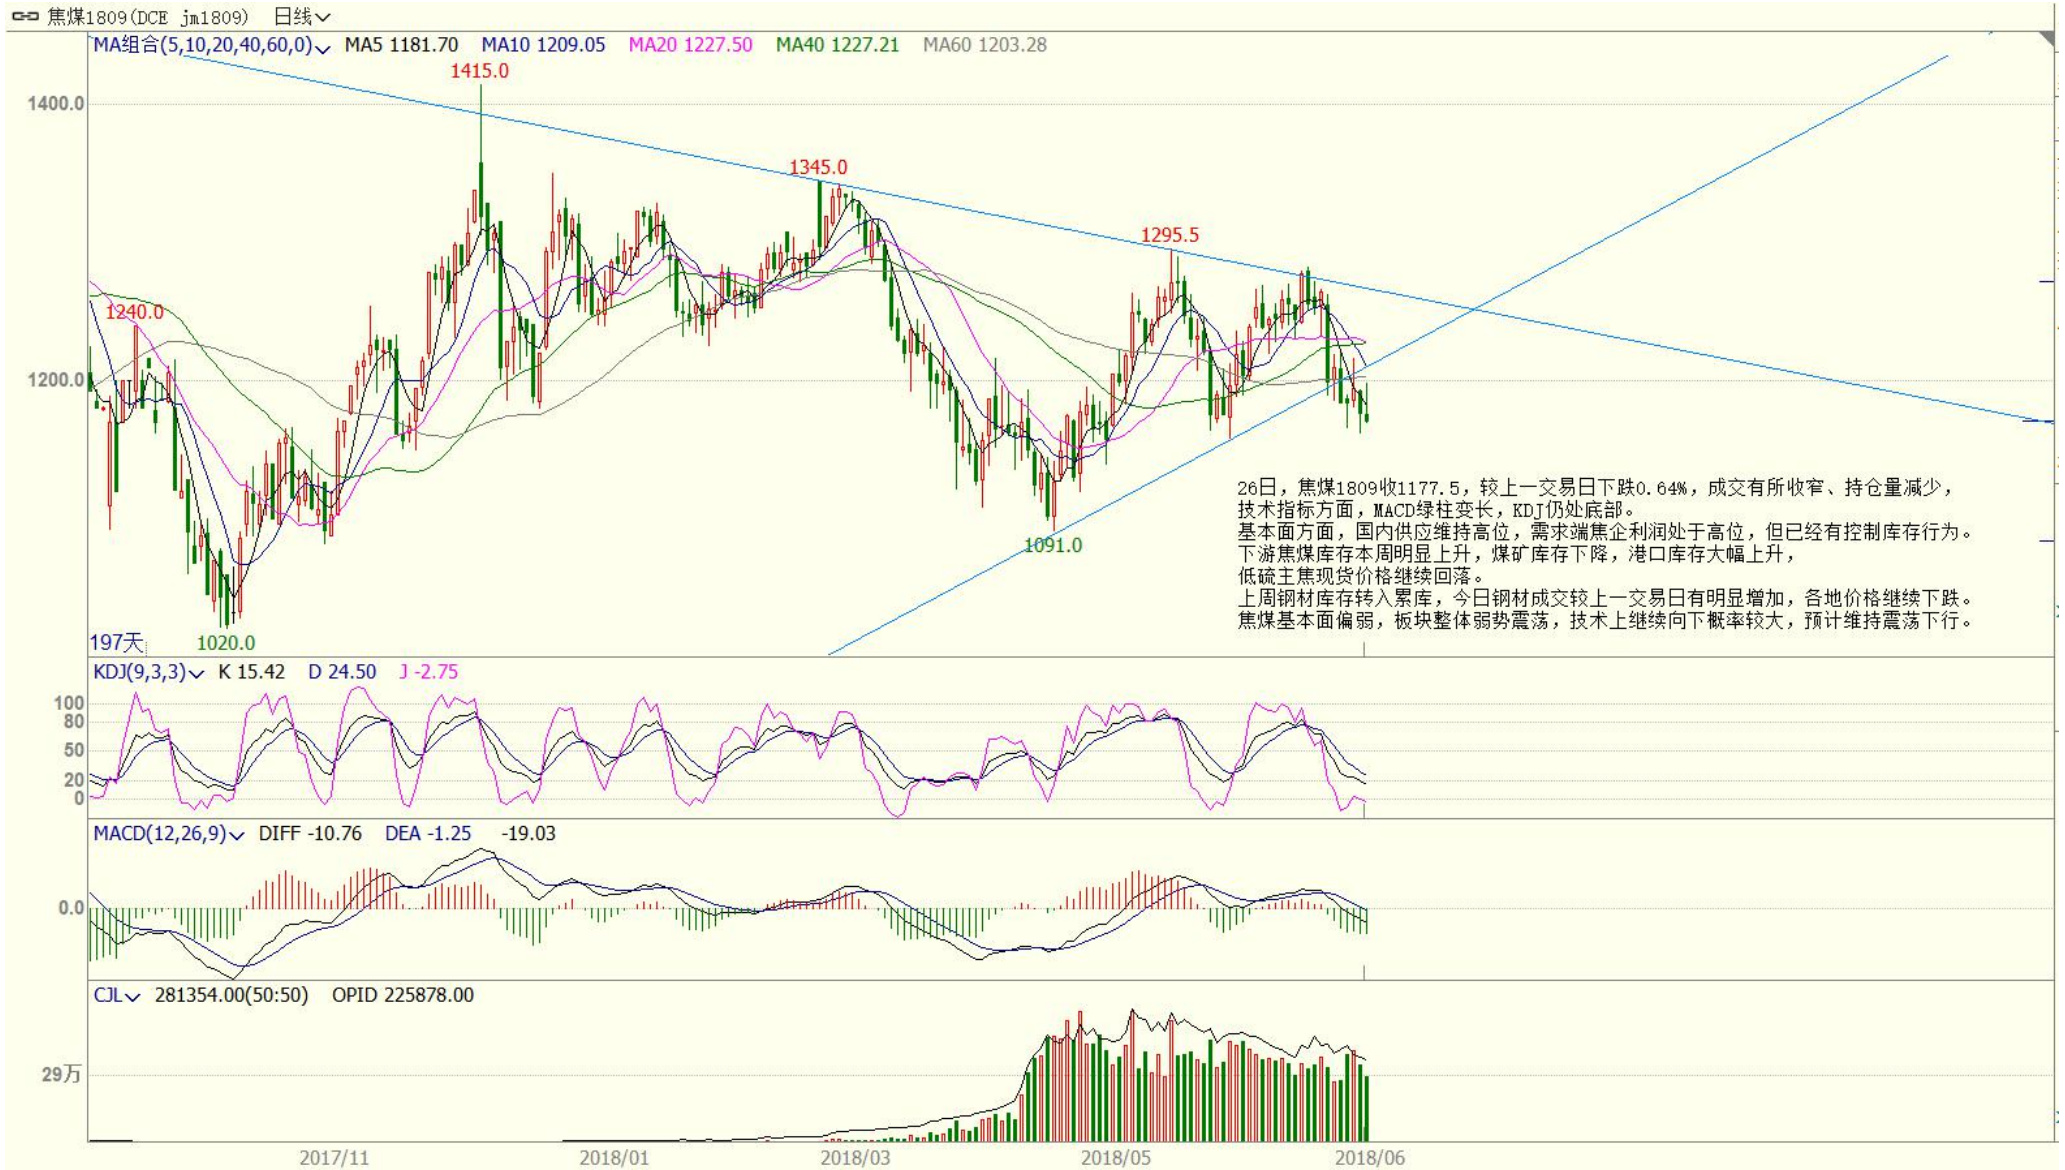 焦煤1809(DCE jm1809) 日线
MA组合(5,10,20,40,60,0) MA5 1181.70 MA10 1209.05 MA20 1227.50 MA40 1227.21 MA60 1203.28
1415.0
1400.0
1345.0
1295.5
1240.0
1200.0
26日，焦煤1809收1177.5，较上一交易日下跌0.64%，成交有所收窄、持仓量减少，
技术指标方面，MACD绿柱变长，KDJ仍处底部。
基本面方面，国内供应维持高位，需求端焦企利润处于高位，但已经有控制库存行为。
1091.0
下游焦煤库存本周明显上升，煤矿库存下降，港口库存大幅上升，
低硫主焦现货价格继续回落。
上周钢材库存转入累库，今日钢材成交较上一交易日有明显增加，各地价格继续下跌。
焦煤基本面偏弱，板块整体弱势震荡，技术上继续向下概率较大，预计维持震荡下行。
197天
1020.0
KDJ(9,3,3) K 15.42 D 24.50 J -2.75
100
80
50
20
0
MACD(12,26,9) DIFF -10.76 DEA -1.25 -19.03
0.0
CJL 281354.00(50:50) OPID 225878.00
29万
2017/11 2018/01 2018/03 2018/05 2018/06